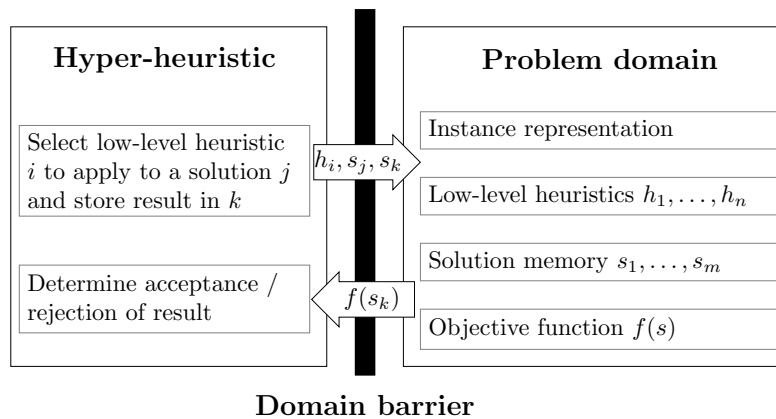 Hyper-heuristic
Select low-level heuristic
i to apply to a solution j
and store result in k
Determine acceptance /
rejection of result
h_i, s_j, s_k
f(s_k)
Problem domain
Instance representation
Low-level heuristics h_1, . . . , h_n
Solution memory s_1, . . . , s_m
Objective function f(s)
Domain barrier